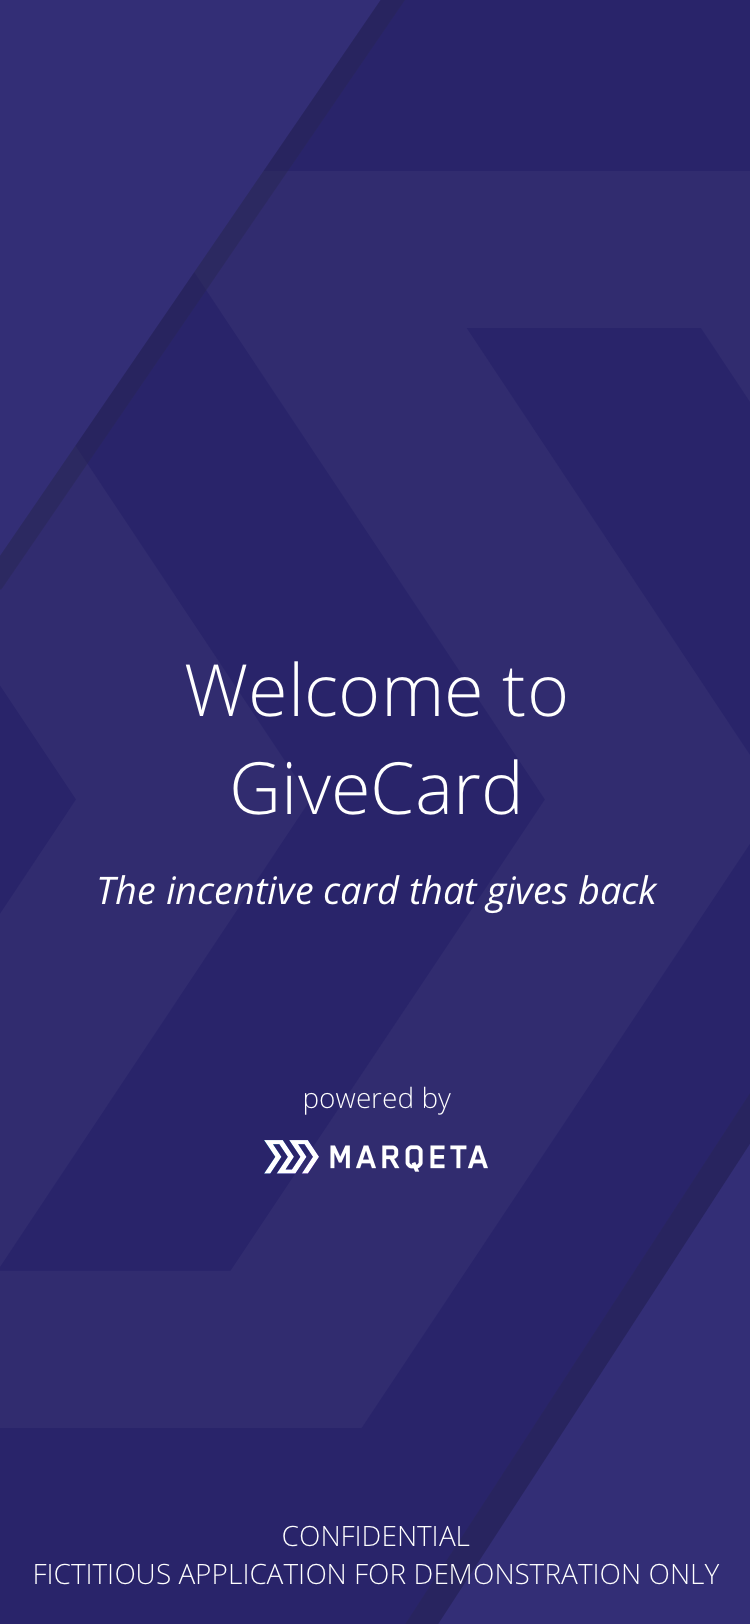 Welcome to
GiveCard
The incentive card that gives back
powered by
MARQETA
CONFIDENTIAL
FICTITIOUS APPLICATION FOR DEMONSTRATION ONLY